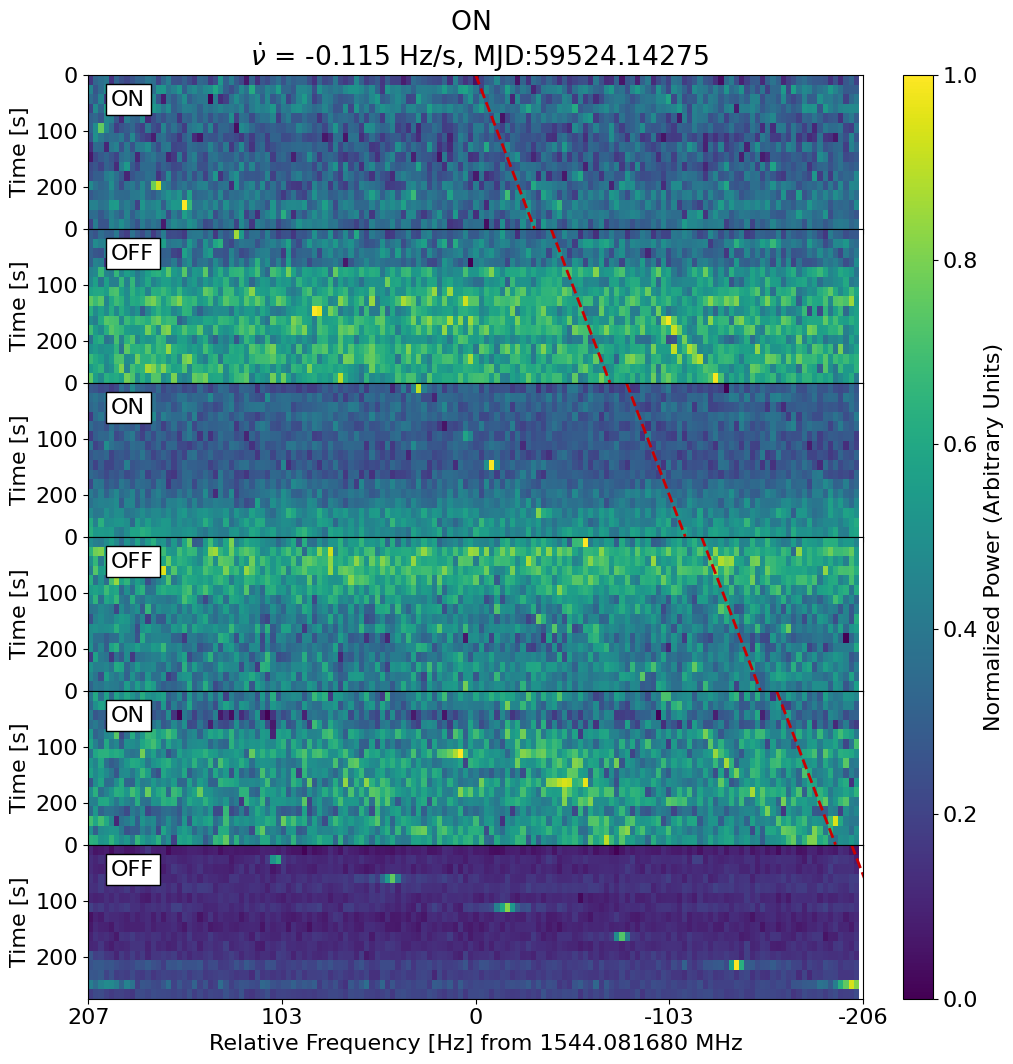 ON
ν̇ = -0.115 Hz/s, MJD:59524.14275
0
ON
100
Time [s]
200
0
OFF
100
Time [s]
200
0
ON
100
Time [s]
200
0
OFF
100
Time [s]
200
0
ON
100
Time [s]
200
0
OFF
100
Time [s]
200
207 103 0 -103 -206
Relative Frequency [Hz] from 1544.081680 MHz
1.0
0.8
0.6
0.4
0.2
0.0
Normalized Power (Arbitrary Units)